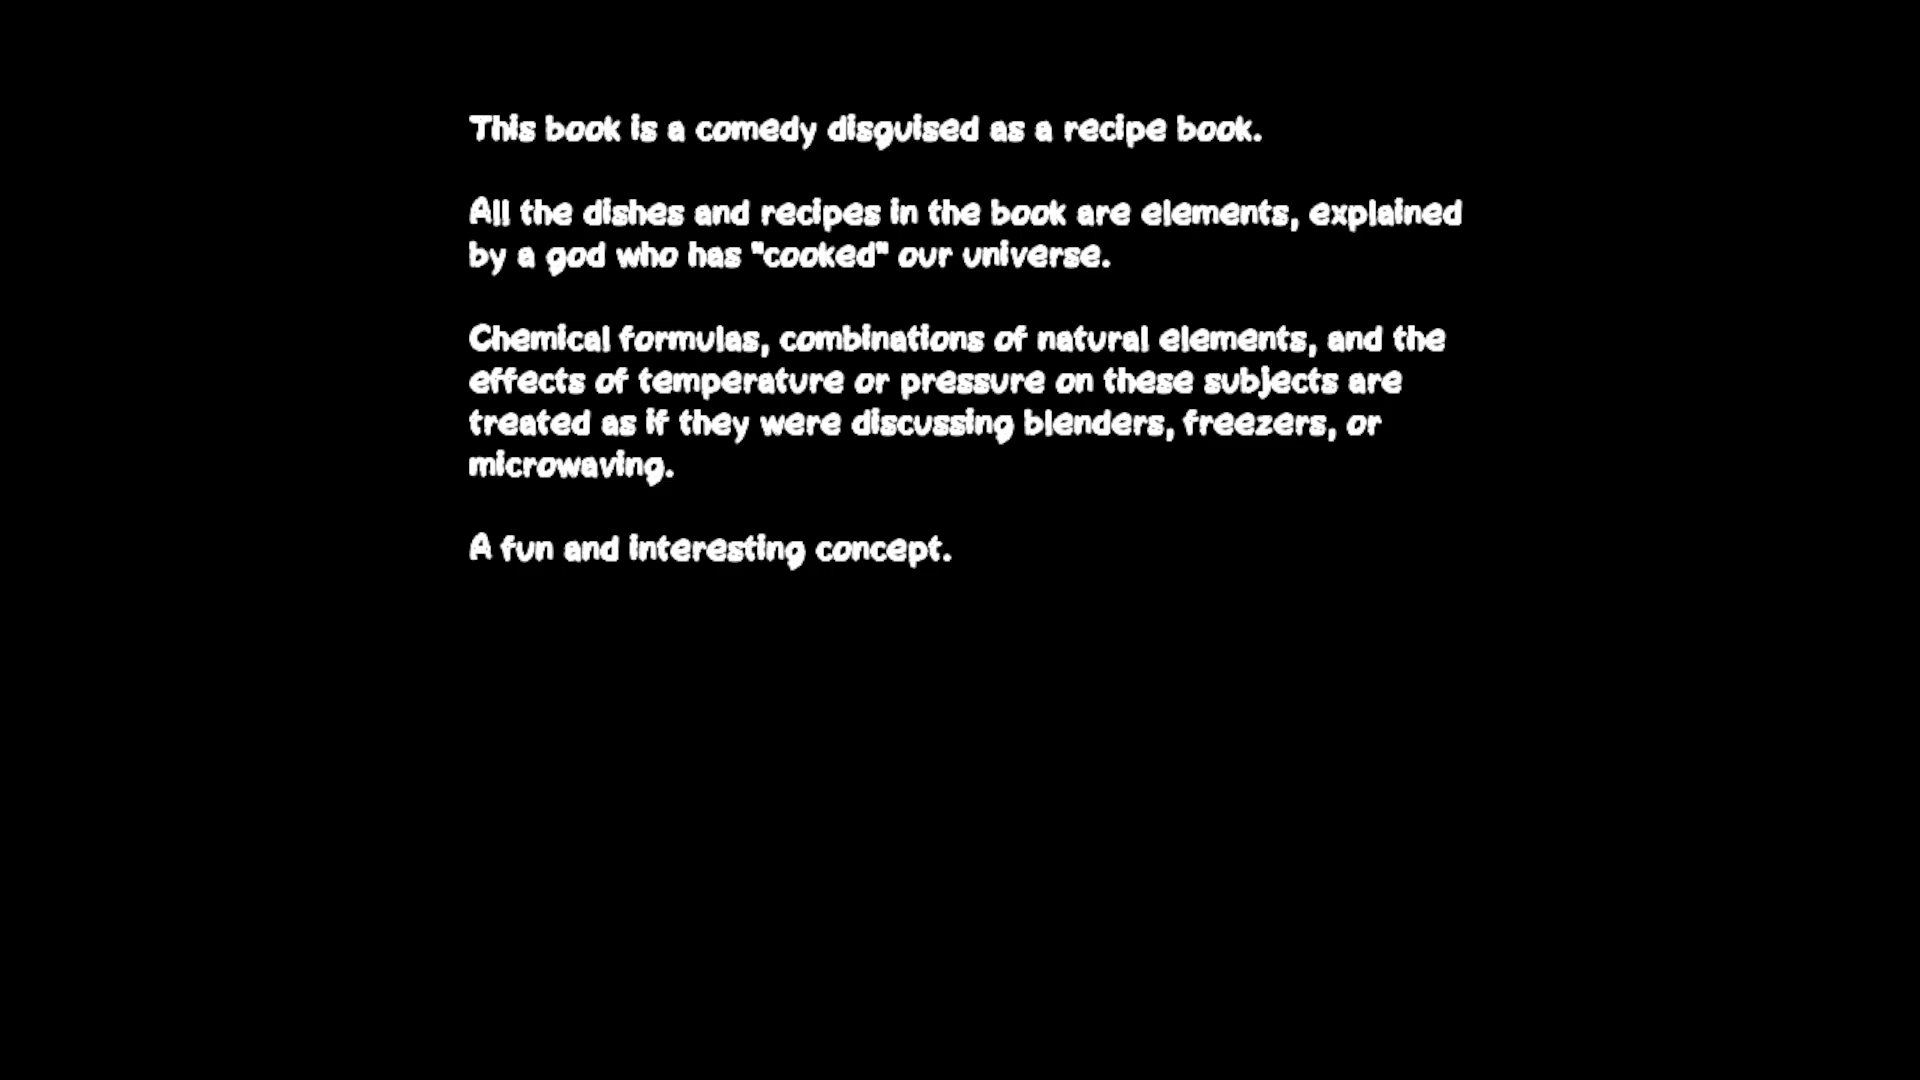 This book is a comedy disguised as a recipe book.
All the dishes and recipes in the book are elements, explained
by a god who has "cooked" our universe.
Chemical formulas, combinations of natural elements, and the
effects of temperature or pressure on these subjects are
treated as if they were discussing blenders, freezers, or
microwaving.
A fun and interesting concept.